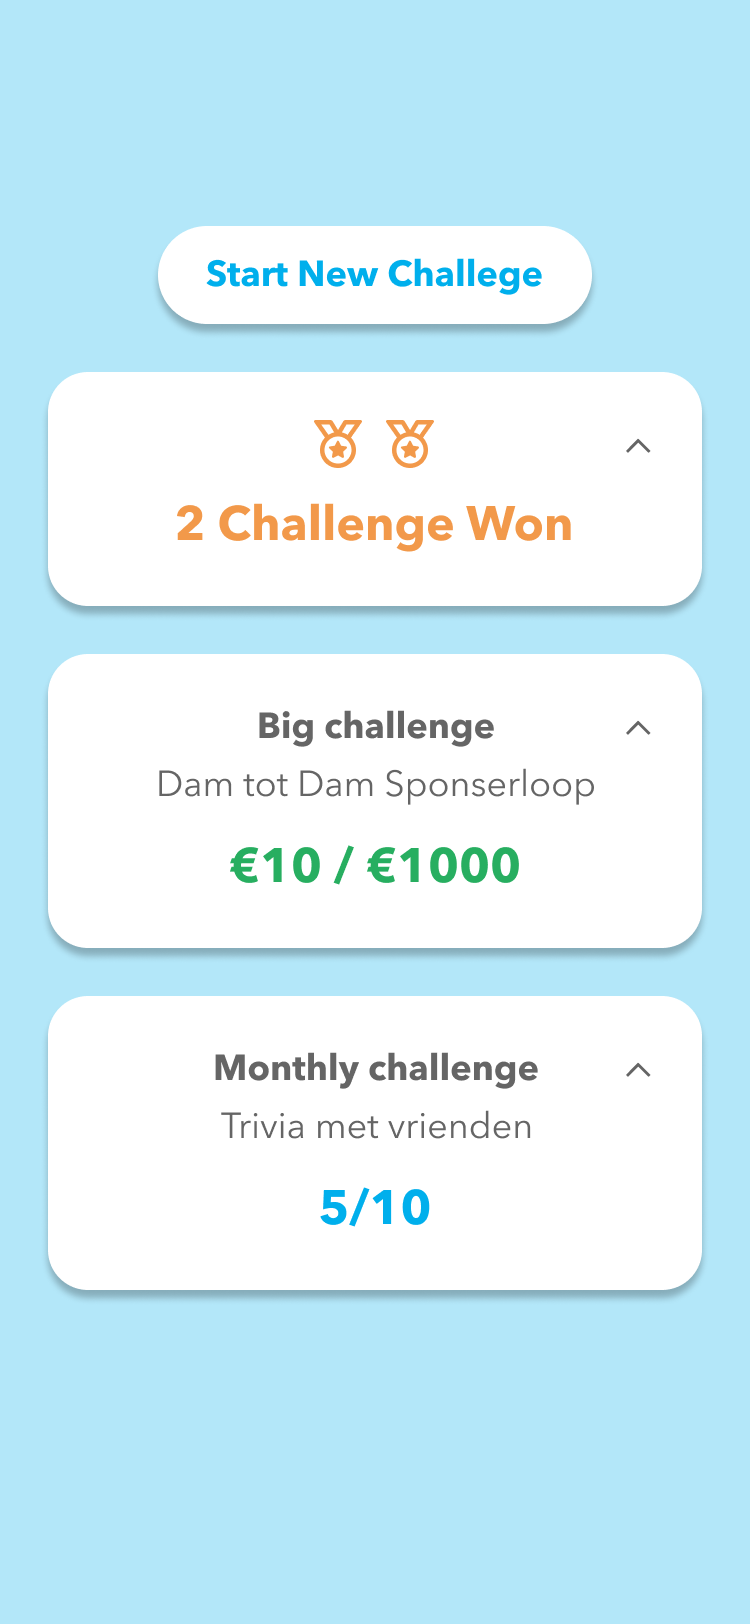 Start New Challege
2 Challenge Won
Big challenge
Dam tot Dam Sponserloop
€10 / €1000
Monthly challenge
Trivia met vrienden
5/10